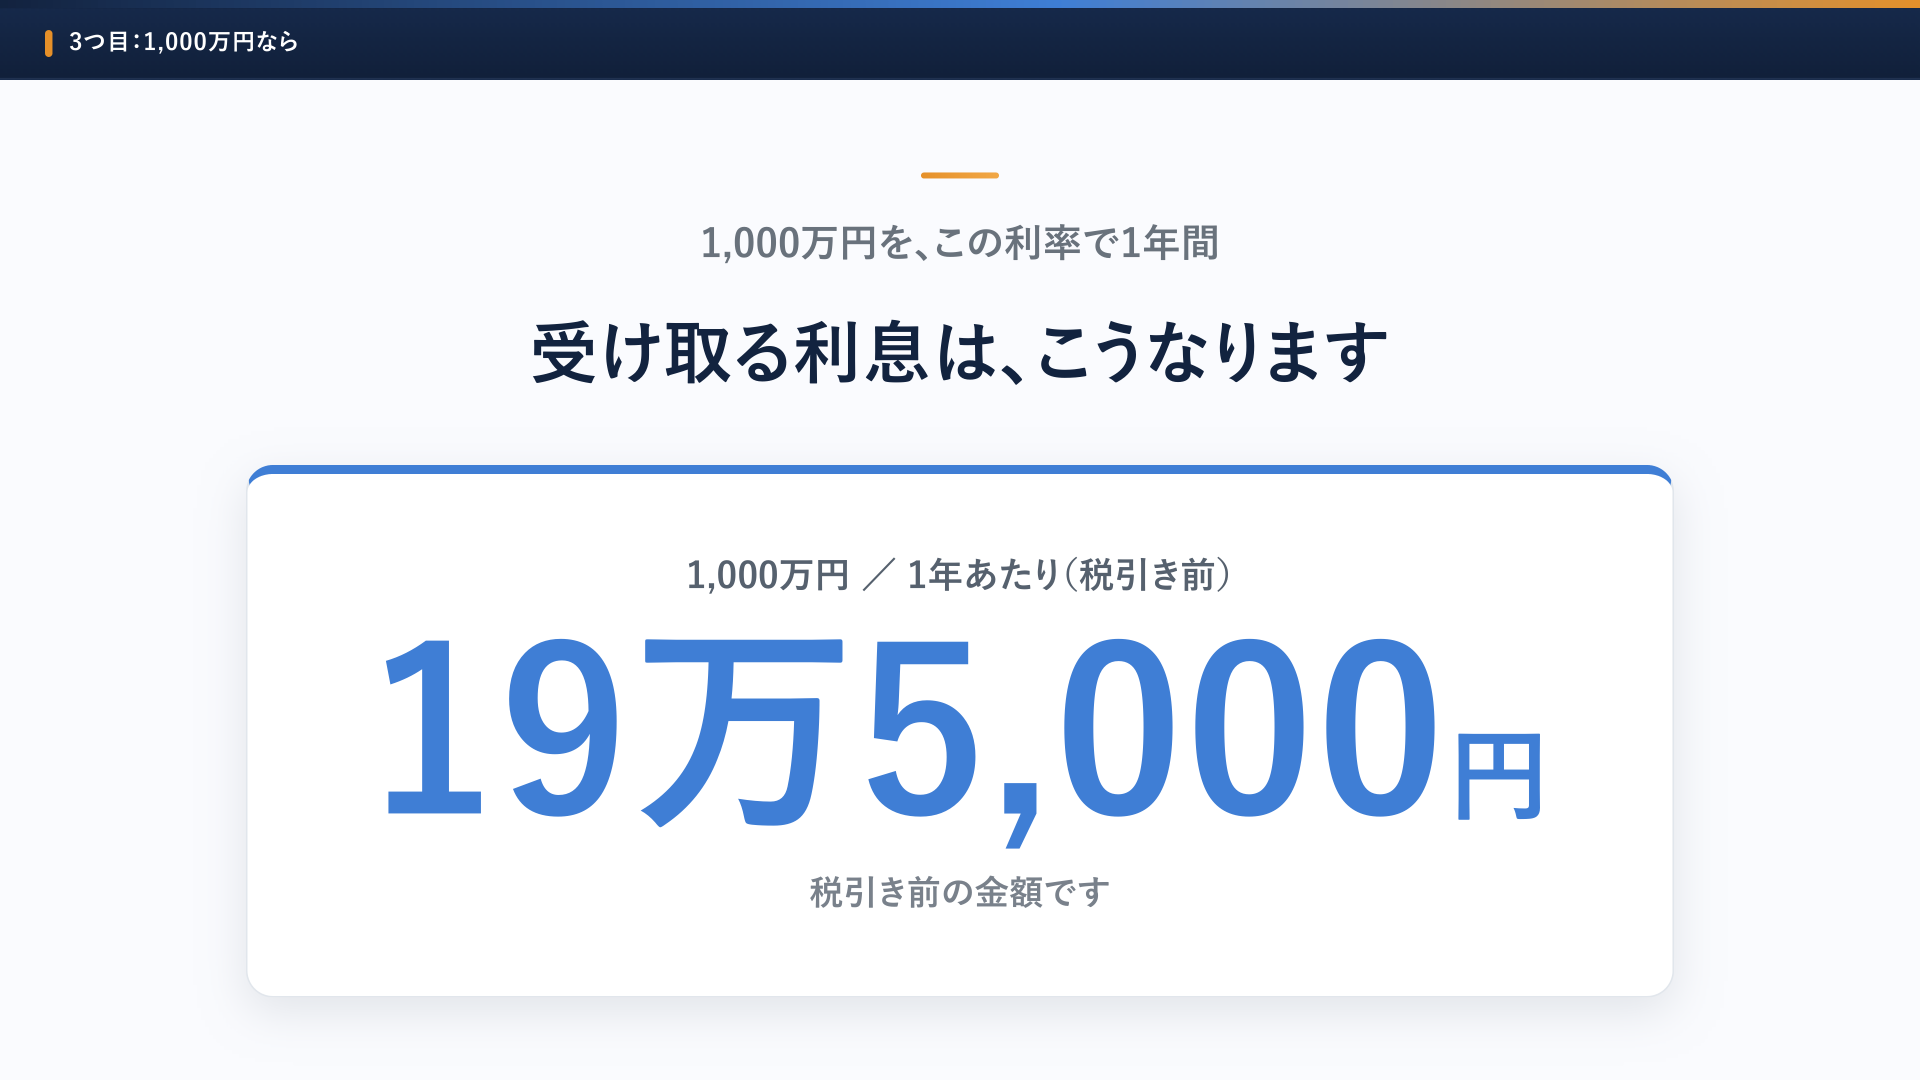 3つ目：1,000万円なら
1,000万円を、この利率で1年間
受け取る利息は、こうなります
1,000万円 ／ 1年あたり（税引き前）
19万5,000円
税引き前の金額です